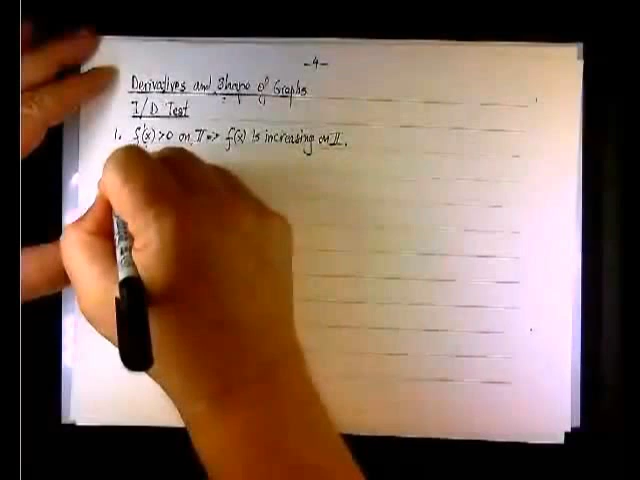 -4-
Derivatives and Shape of Graphs
I/D Test
1. f'(x) > 0 on I => f(x) is increasing on I.